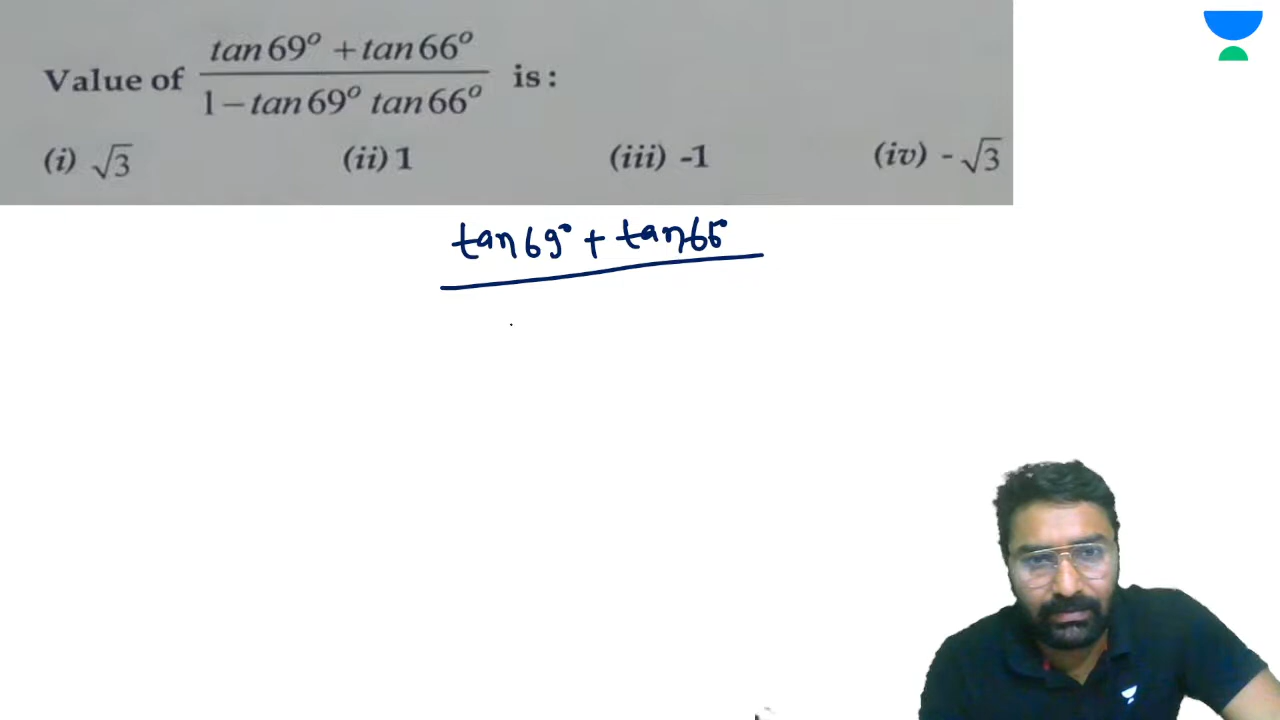 Value of tan 69° + tan 66° / 1 − tan 69° tan 66° is :
(i) √3 (ii) 1 (iii) -1 (iv) - √3
tan 69° + tan 66°